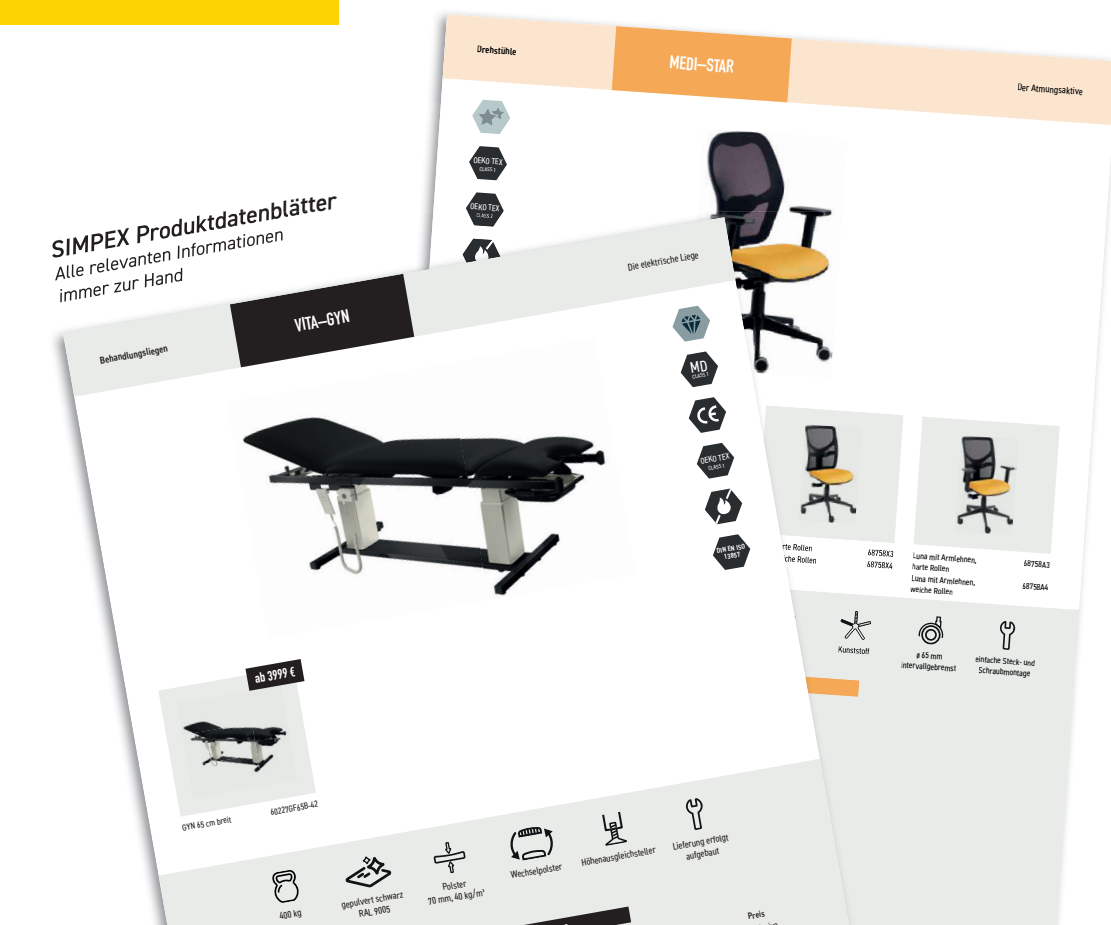 SIMPEX Produktdatenblätter
Alle relevanten Informationen
immer zur Hand
Drehstühle
MEDI–STAR
Der Atmungsaktive
OEKO TEX
CLASS 1
OEKO TEX
CLASS 2
68758X3
68758X4
Rollen
Rollen
Luna mit Armlehnen,
harte Rollen
68758A3
Luna mit Armlehnen,
weiche Rollen
68758A4
Kunststoff
ø 65 mm
intervallgebremst
einfache Steck- und
Schraubmontage
Behandlungsliegen
VITA–GYN
Die elektrische Liege
MD
CLASS 1
CE
OEKO TEX
CLASS 1
DIN EN ISO
13857
ab 3999 €
GYN 65 cm breit
60227GF65B-42
400 kg
gepulvert schwarz
RAL 9005
Polster
70 mm, 40 kg/m³
Wechselpolster
Höhenausgleichsteller
Lieferung erfolgt
aufgebaut
Preis